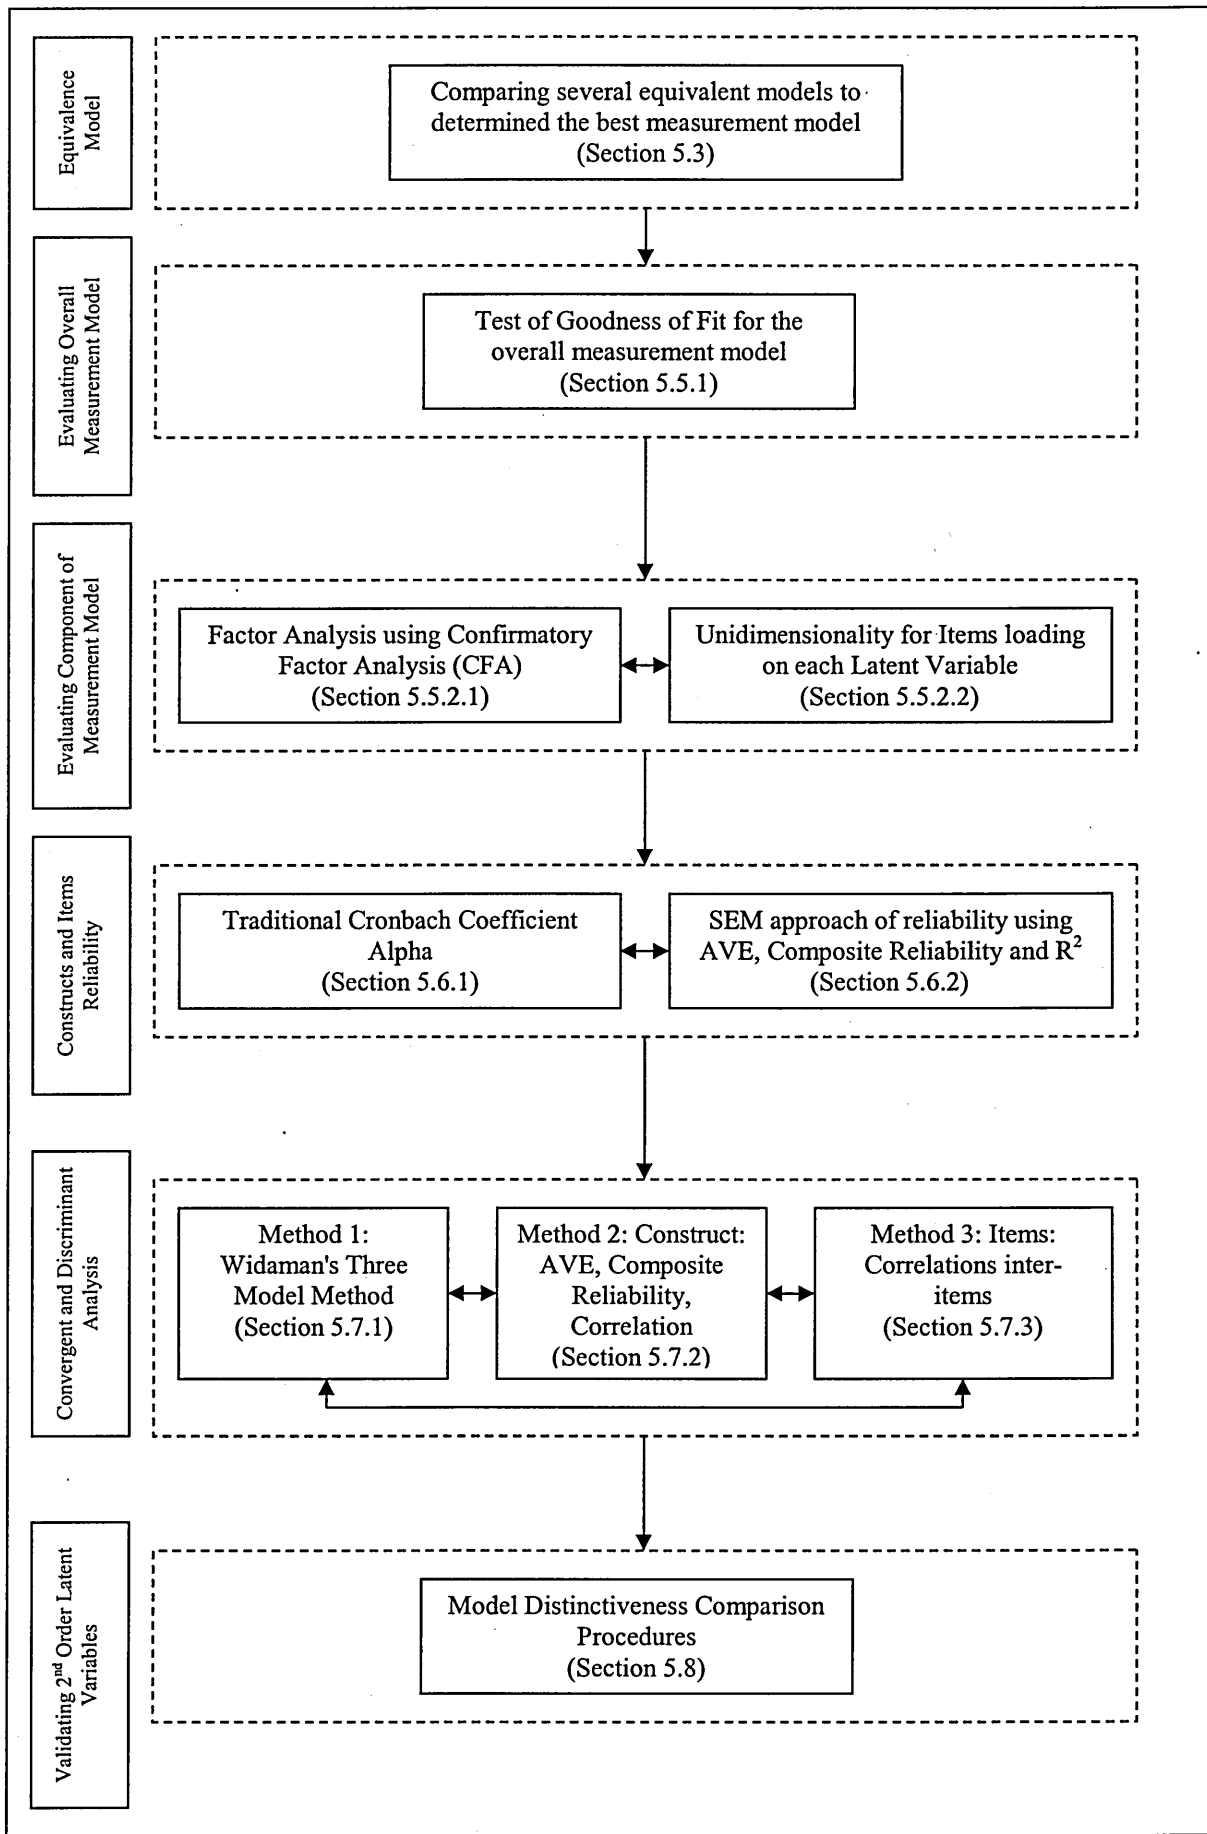 Equivalence
Model
Comparing several equivalent models to
determined the best measurement model
(Section 5.3)
Evaluating Overall
Measurement Model
Test of Goodness of Fit for the
overall measurement model
(Section 5.5.1)
Evaluating Component of
Measurement Model
Factor Analysis using Confirmatory
Factor Analysis (CFA)
(Section 5.5.2.1)
Unidimensionality for Items loading
on each Latent Variable
(Section 5.5.2.2)
Constructs and Items
Reliability
Traditional Cronbach Coefficient
Alpha
(Section 5.6.1)
SEM approach of reliability using
AVE, Composite Reliability and R²
(Section 5.6.2)
Convergent and Discriminant
Analysis
Method 1:
Widaman's Three
Model Method
(Section 5.7.1)
Method 2: Construct:
AVE, Composite
Reliability,
Correlation
(Section 5.7.2)
Method 3: Items:
Correlations inter-
items
(Section 5.7.3)
Validating 2nd Order Latent
Variables
Model Distinctiveness Comparison
Procedures
(Section 5.8)